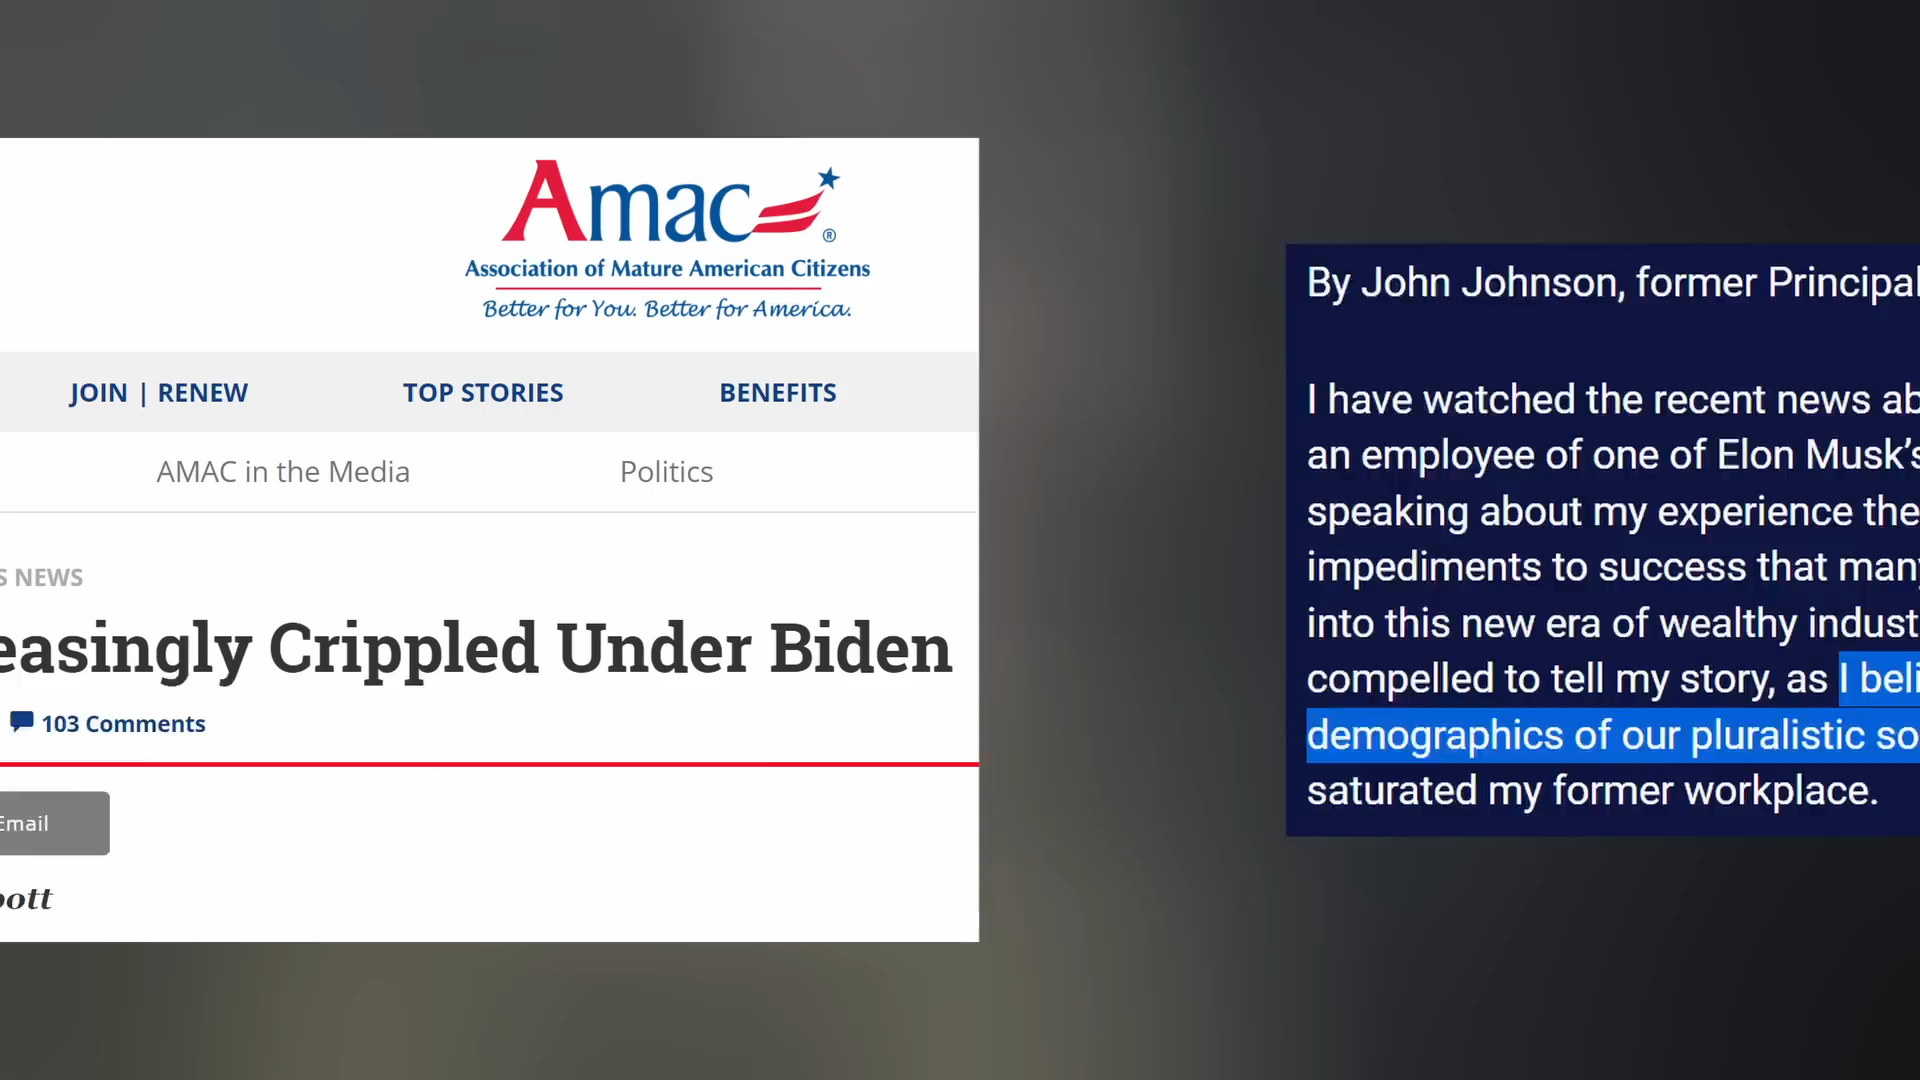 Amac
®
Association of Mature American Citizens
Better for You. Better for America.
JOIN | RENEW
TOP STORIES
BENEFITS
AMAC in the Media
Politics
S NEWS
easingly Crippled Under Biden
103 Comments
Email
ott
By John Johnson, former Principal
I have watched the recent news ab
an employee of one of Elon Musk’s
speaking about my experience the
impediments to success that many
into this new era of wealthy indust
compelled to tell my story, as I beli
demographics of our pluralistic so
saturated my former workplace.